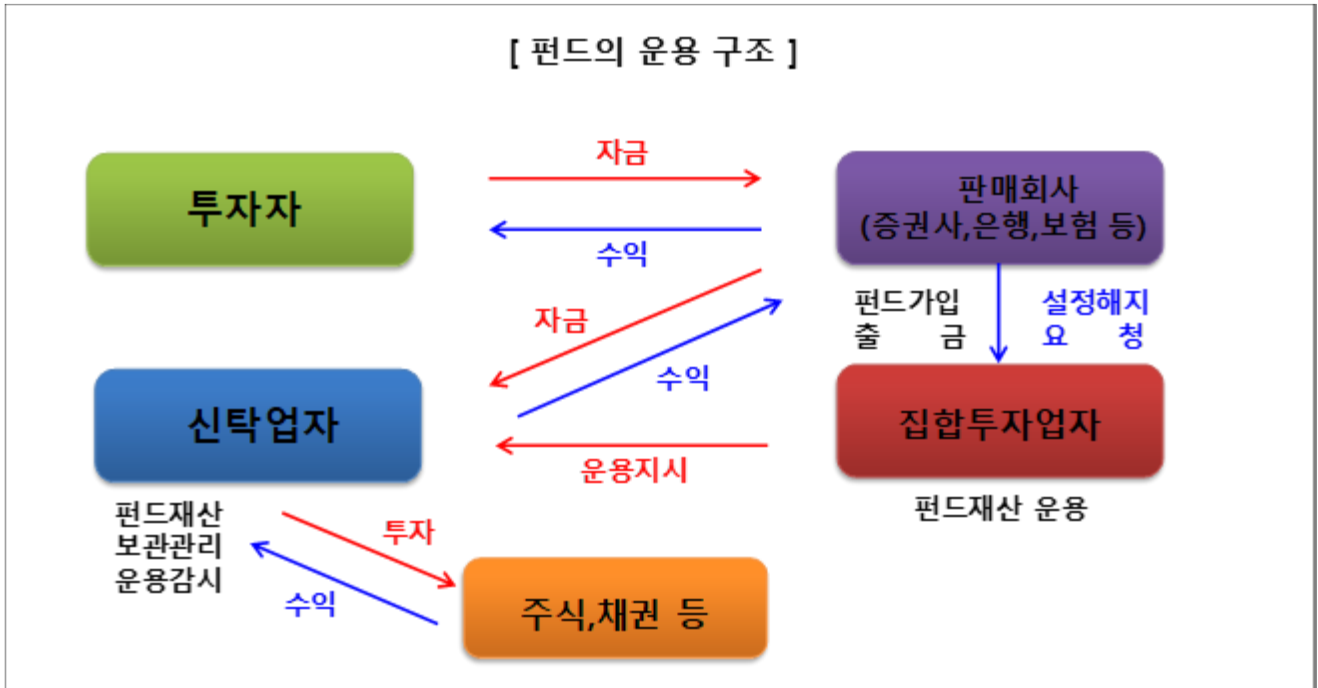 [ 펀드의 운용 구조 ]
자금
투자자
판매회사
(증권사,은행,보험 등)
수익
자금
펀드가입
출 금
설정해지
요 청
수익
신탁업자
집합투자업자
운용지시
펀드재산 운용
펀드재산
보관관리
운용감시
투자
수익
주식,채권 등